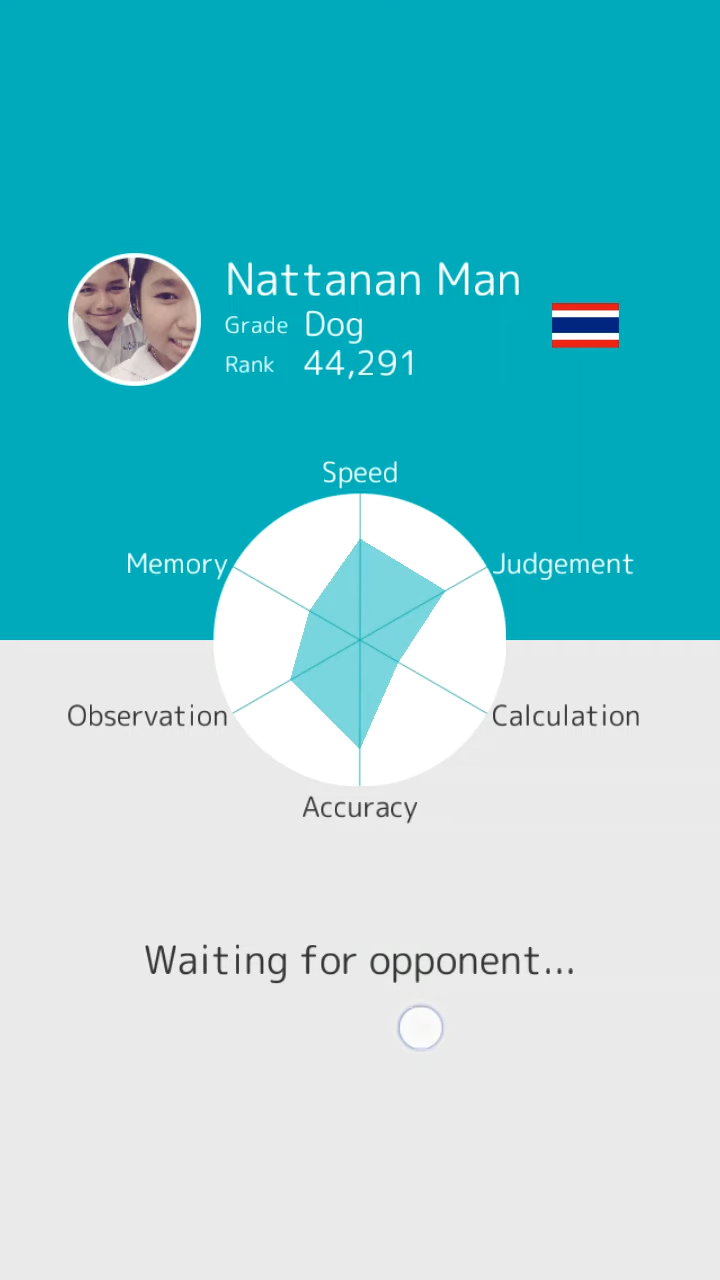 Nattanan Man
Grade Dog
Rank 44,291
Speed
Memory
Judgement
Observation
Calculation
Accuracy
Waiting for opponent...